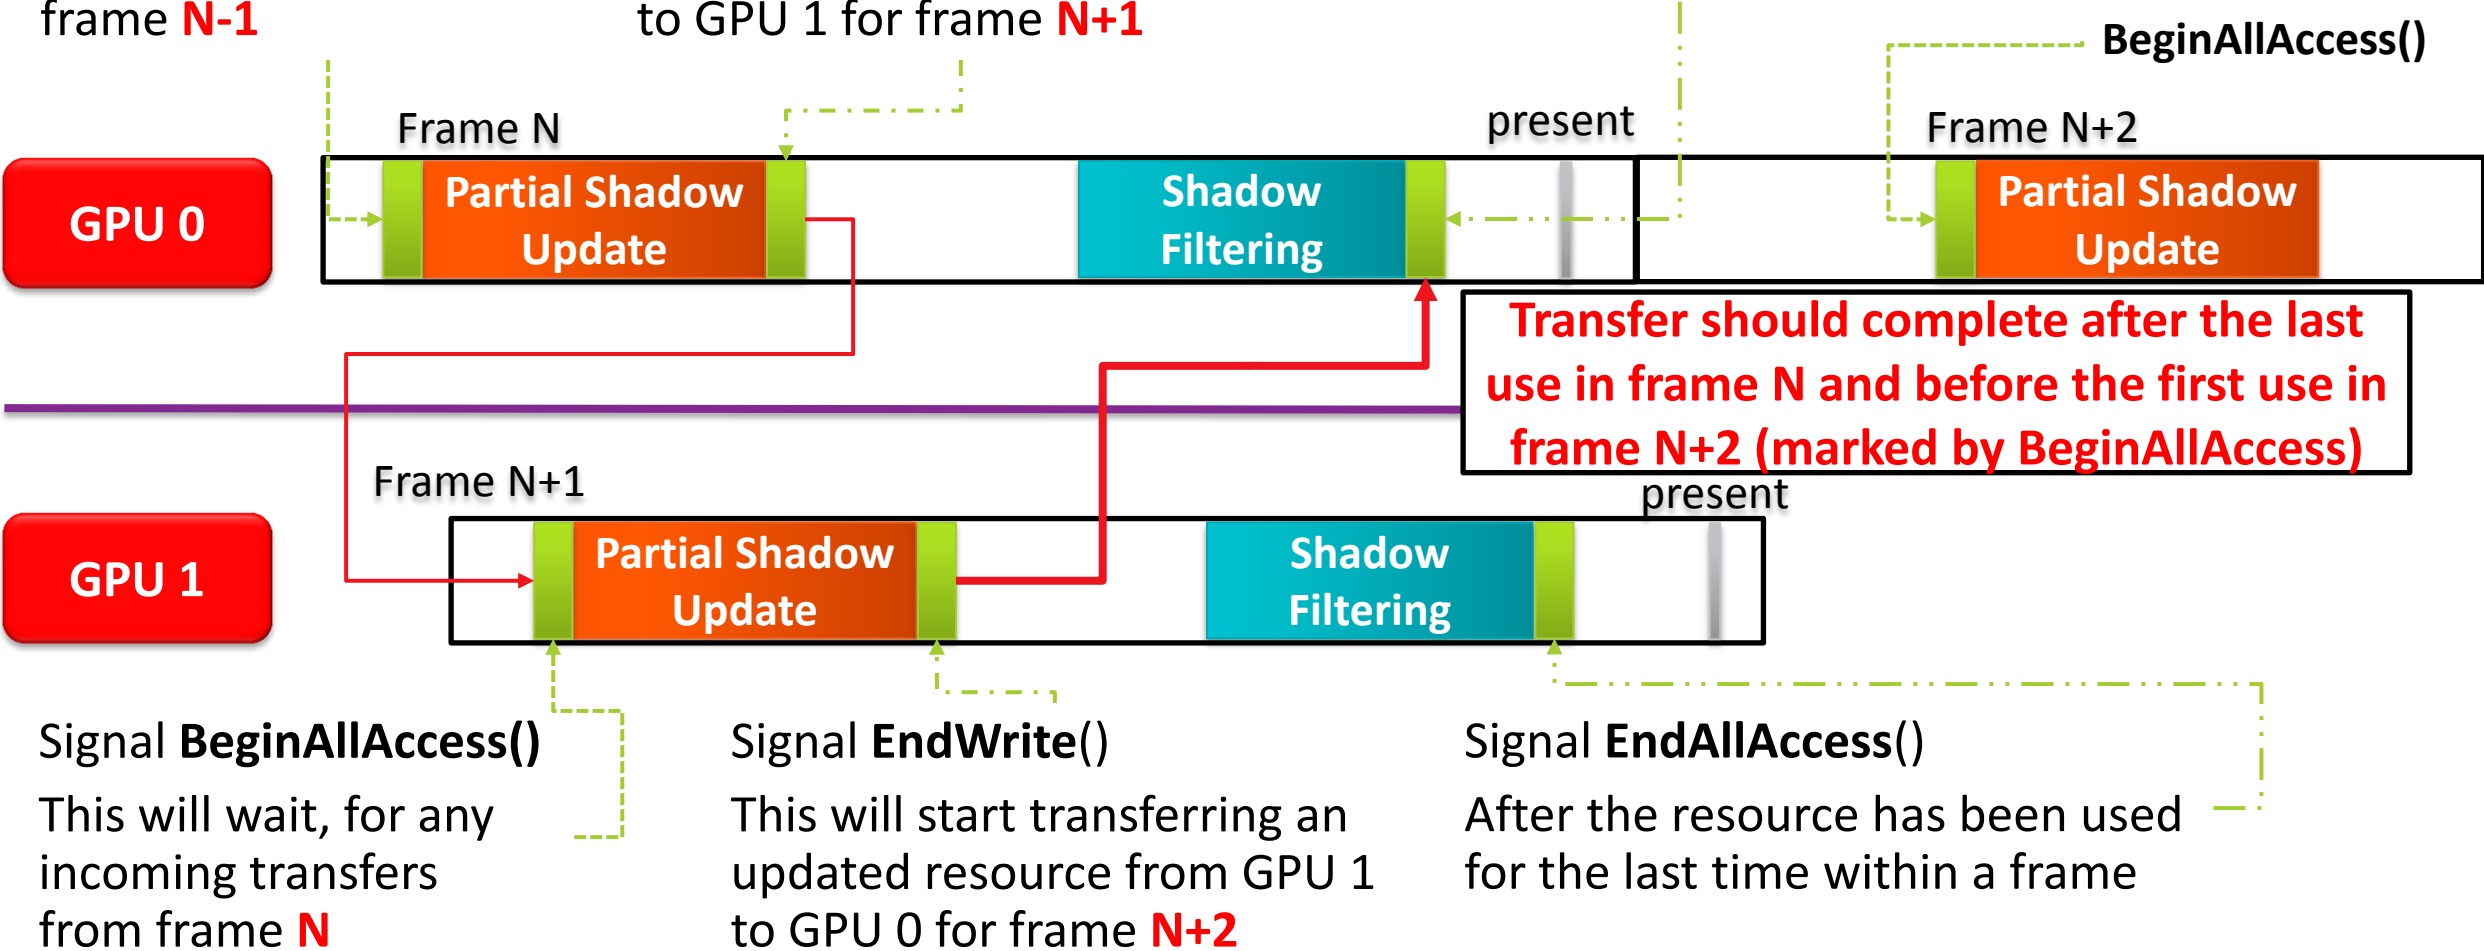 frame N-1
to GPU 1 for frame N+1
BeginAllAccess()
Frame N
present
Frame N+2
GPU 0
Partial Shadow
Update
Shadow
Filtering
Partial Shadow
Update
Transfer should complete after the last
use in frame N and before the first use in
frame N+2 (marked by BeginAllAccess)
Frame N+1
present
GPU 1
Partial Shadow
Update
Shadow
Filtering
Signal BeginAllAccess()
This will wait, for any
incoming transfers
from frame N
Signal EndWrite()
This will start transferring an
updated resource from GPU 1
to GPU 0 for frame N+2
Signal EndAllAccess()
After the resource has been used
for the last time within a frame